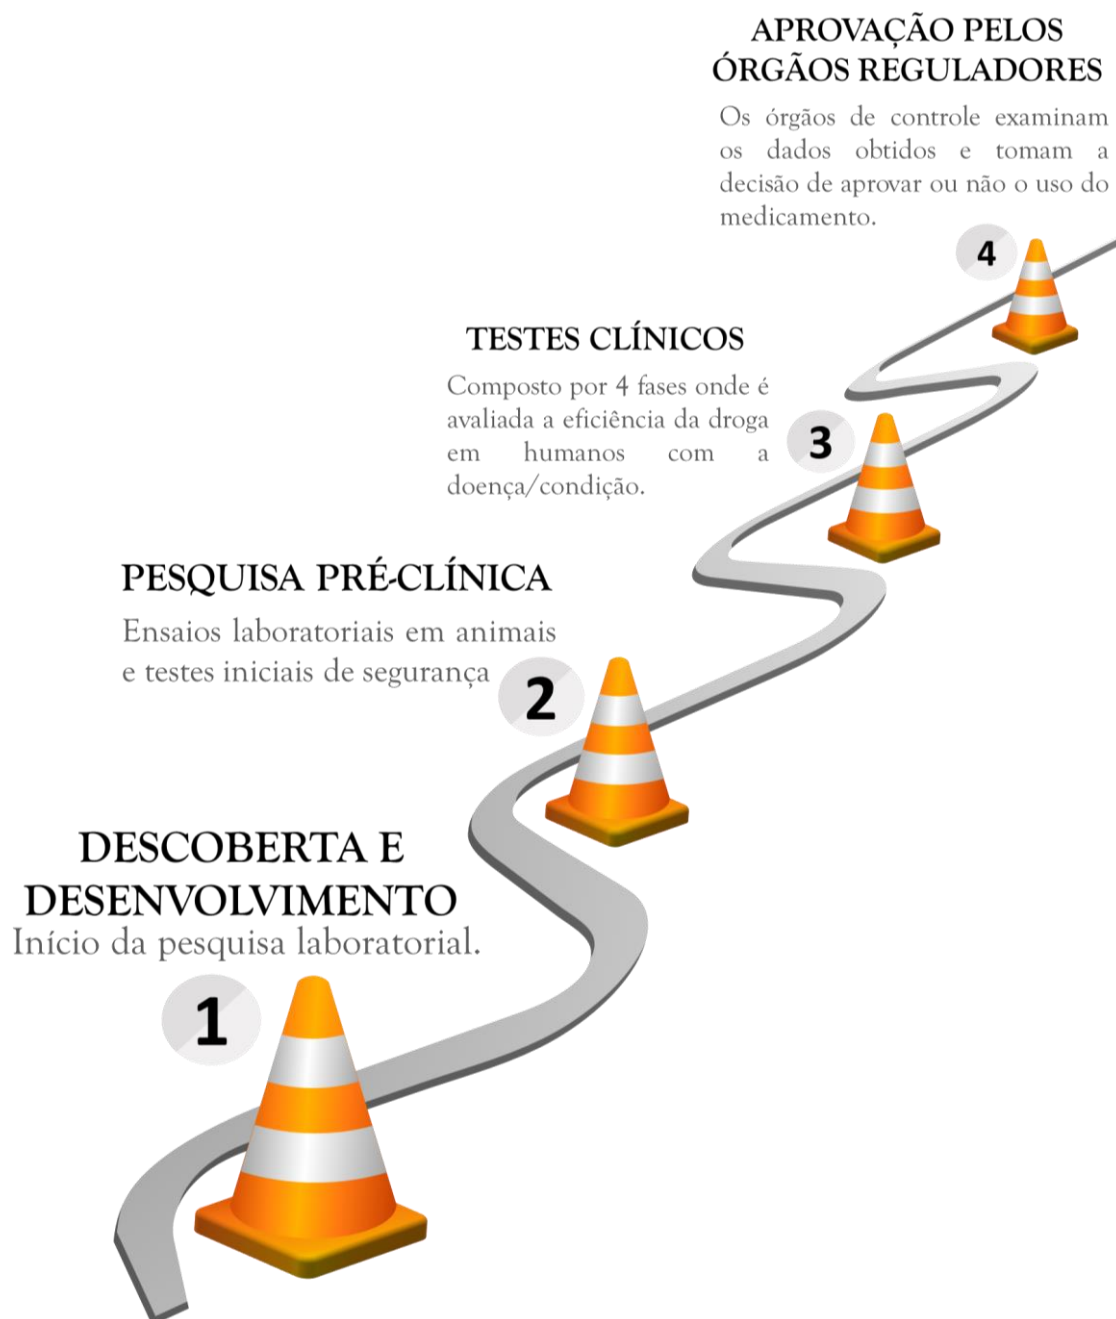 APROVAÇÃO PELOS
ÓRGÃOS REGULADORES
Os órgãos de controle examinam
os dados obtidos e tomam a
decisão de aprovar ou não o uso do
medicamento.
4
TESTES CLÍNICOS
Composto por 4 fases onde é
avaliada a eficiência da droga
em humanos com a
doença/condição.
3
PESQUISA PRÉ-CLÍNICA
Ensaios laboratoriais em animais
e testes iniciais de segurança
2
DESCOBERTA E
DESENVOLVIMENTO
Início da pesquisa laboratorial.
1